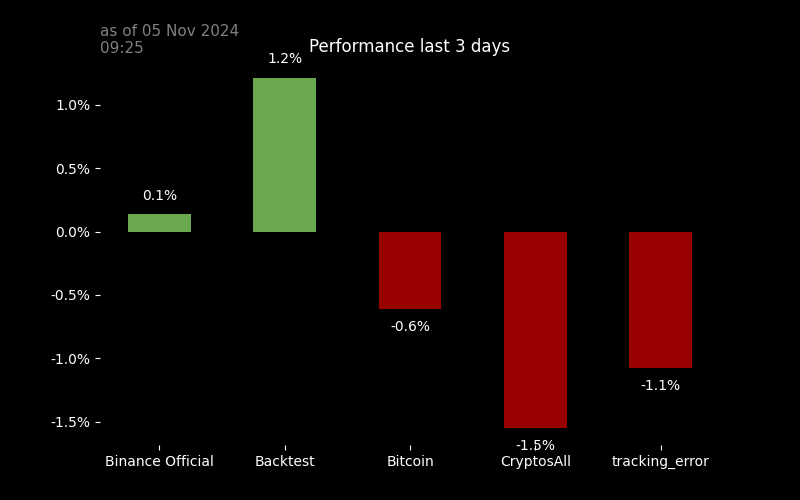 as of 05 Nov 2024
09:25
Performance last 3 days
1.2%
1.0%
0.5%
0.1%
0.0%
-0.5%
-0.6%
-1.0%
-1.1%
-1.5%
-1.5%
Binance Official
Backtest
Bitcoin
CryptosAll
tracking_error